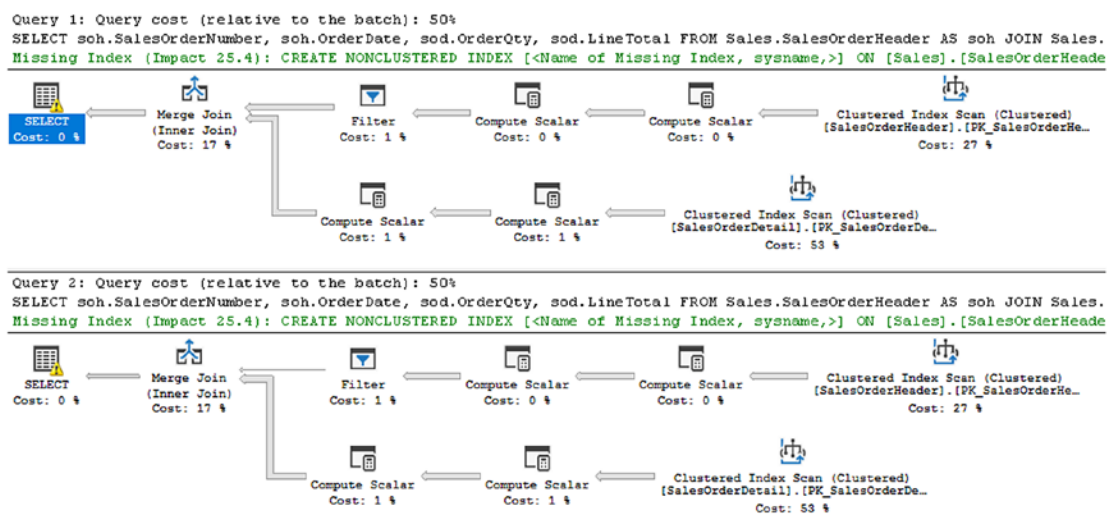 Query 1: Query cost (relative to the batch): 50%
SELECT soh.SalesOrderNumber, soh.OrderDate, sod.OrderQty, sod.LineTotal FROM Sales.SalesOrderHeader AS soh JOIN Sales.
Missing Index (Impact 25.4): CREATE NONCLUSTERED INDEX [<Name of Missing Index, sysname,>] ON [Sales].[SalesOrderHeade
SELECT
Cost: 0 %
Merge Join
(Inner Join)
Cost: 17 %
Filter
Cost: 1 %
Compute Scalar
Cost: 0 %
Compute Scalar
Cost: 0 %
Clustered Index Scan (Clustered)
[SalesOrderHeader].[PK_SalesOrderHe…
Cost: 27 %
Compute Scalar
Cost: 1 %
Compute Scalar
Cost: 1 %
Clustered Index Scan (Clustered)
[SalesOrderDetail].[PK_SalesOrderDe…
Cost: 53 %
Query 2: Query cost (relative to the batch): 50%
SELECT soh.SalesOrderNumber, soh.OrderDate, sod.OrderQty, sod.LineTotal FROM Sales.SalesOrderHeader AS soh JOIN Sales.
Missing Index (Impact 25.4): CREATE NONCLUSTERED INDEX [<Name of Missing Index, sysname,>] ON [Sales].[SalesOrderHeade
SELECT
Cost: 0 %
Merge Join
(Inner Join)
Cost: 17 %
Filter
Cost: 1 %
Compute Scalar
Cost: 0 %
Compute Scalar
Cost: 0 %
Clustered Index Scan (Clustered)
[SalesOrderHeader].[PK_SalesOrderHe…
Cost: 27 %
Compute Scalar
Cost: 1 %
Compute Scalar
Cost: 1 %
Clustered Index Scan (Clustered)
[SalesOrderDetail].[PK_SalesOrderDe…
Cost: 53 %